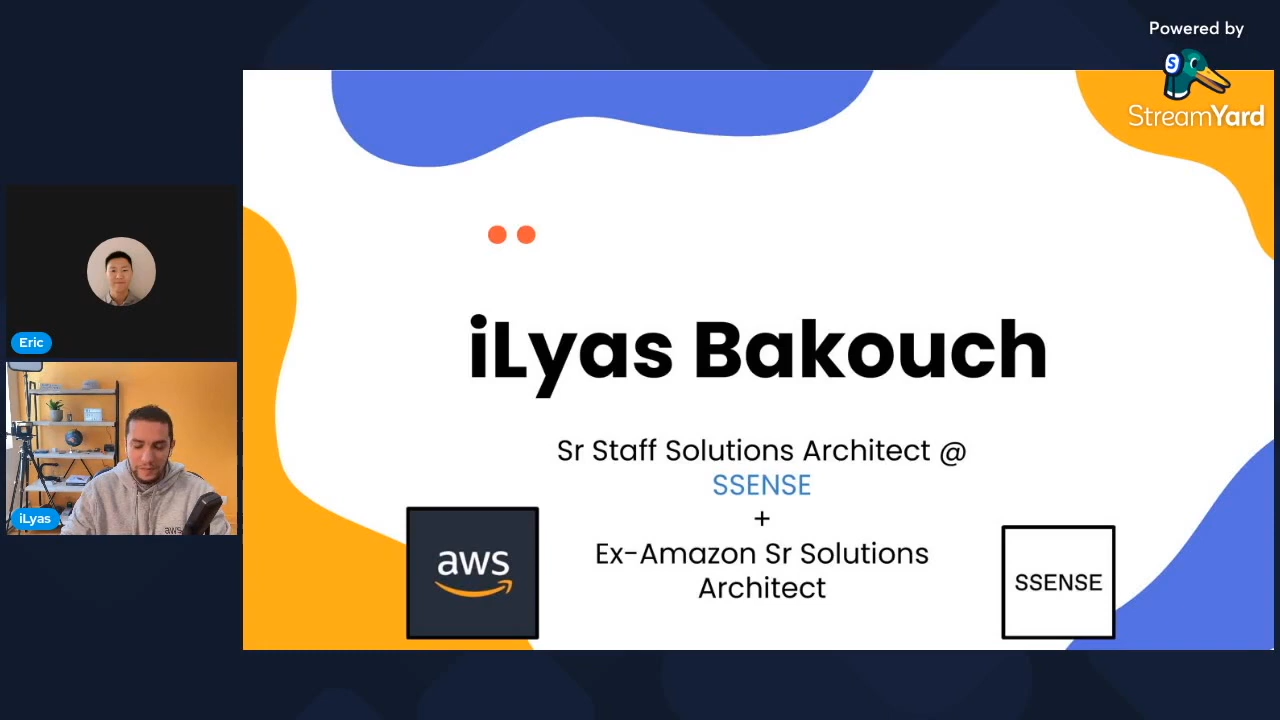 Powered by
StreamYard
iLyas Bakouch
Sr Staff Solutions Architect @
SSENSE
+
Ex-Amazon Sr Solutions
Architect
aws
SSENSE
Eric
iLyas
aws